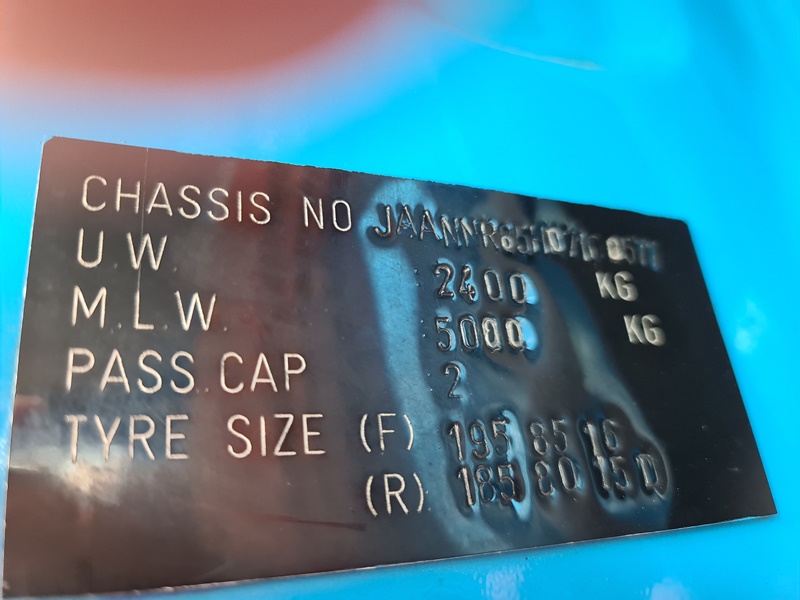 CHASSIS NO
U.W. 2400 KG
M.L.W. 5000 KG
PASS.CAP 2
TYRE SIZE (F) 195 85 16
(R) 185 80 15 D